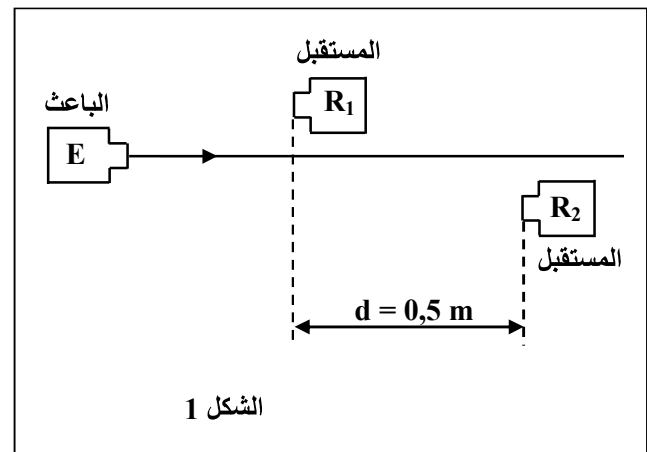 المستقبل
R₁
الباعث
E
R₂
المستقبل
d = 0,5 m
الشكل 1